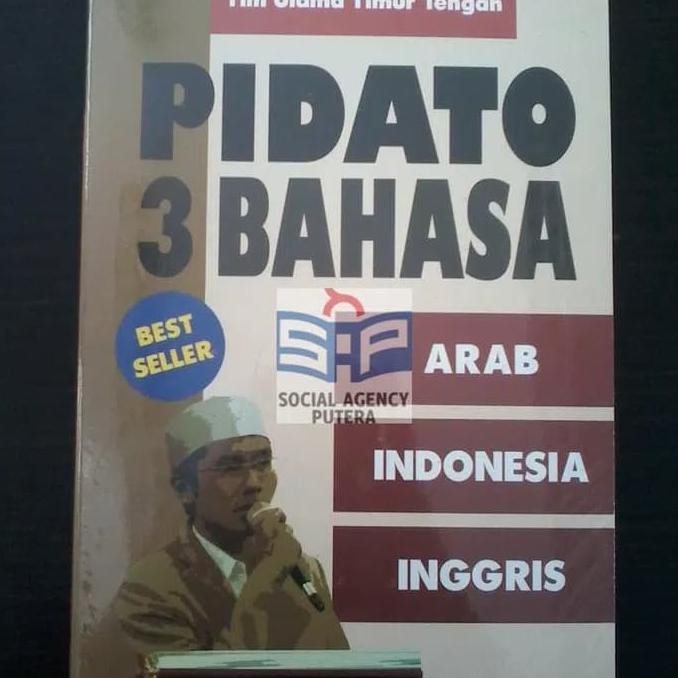 Tim Ulama Timur Tengah
PIDATO
3 BAHASA
BEST
SELLER
S-P
SOCIAL AGENCY
PUTERA
ARAB
INDONESIA
INGGRIS